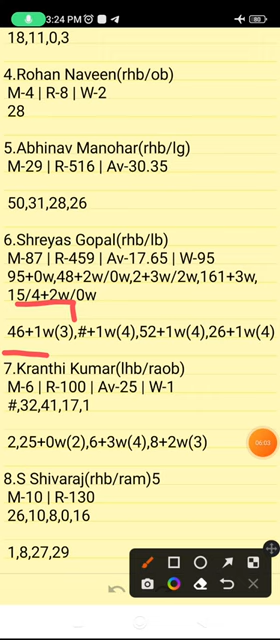 3:24 PM
80
18,11,0,3
4.Rohan Naveen(rhb/ob)
M-4 | R-8 | W-2
28
5.Abhinav Manohar(rhb/lg)
M-29 | R-516 | Av-30.35
50,31,28,26
6.Shreyas Gopal(rhb/lb)
M-87 | R-459 | Av-17.65 | W-95
95+0w,48+2w/0w,2+3w/2w,161+3w,
15/4+2w/0w
46+1w(3),#+1w(4),52+1w(4),26+1w(4)
7.Kranthi Kumar(lhb/raob)
M-6 | R-100 | Av-25 | W-1
#,32,41,17,1
2,25+0w(2),6+3w(4),8+2w(3)
06:03
8.S Shivaraj(rhb/ram)5
M-10 | R-130
26,10,8,0,16
1,8,27,29